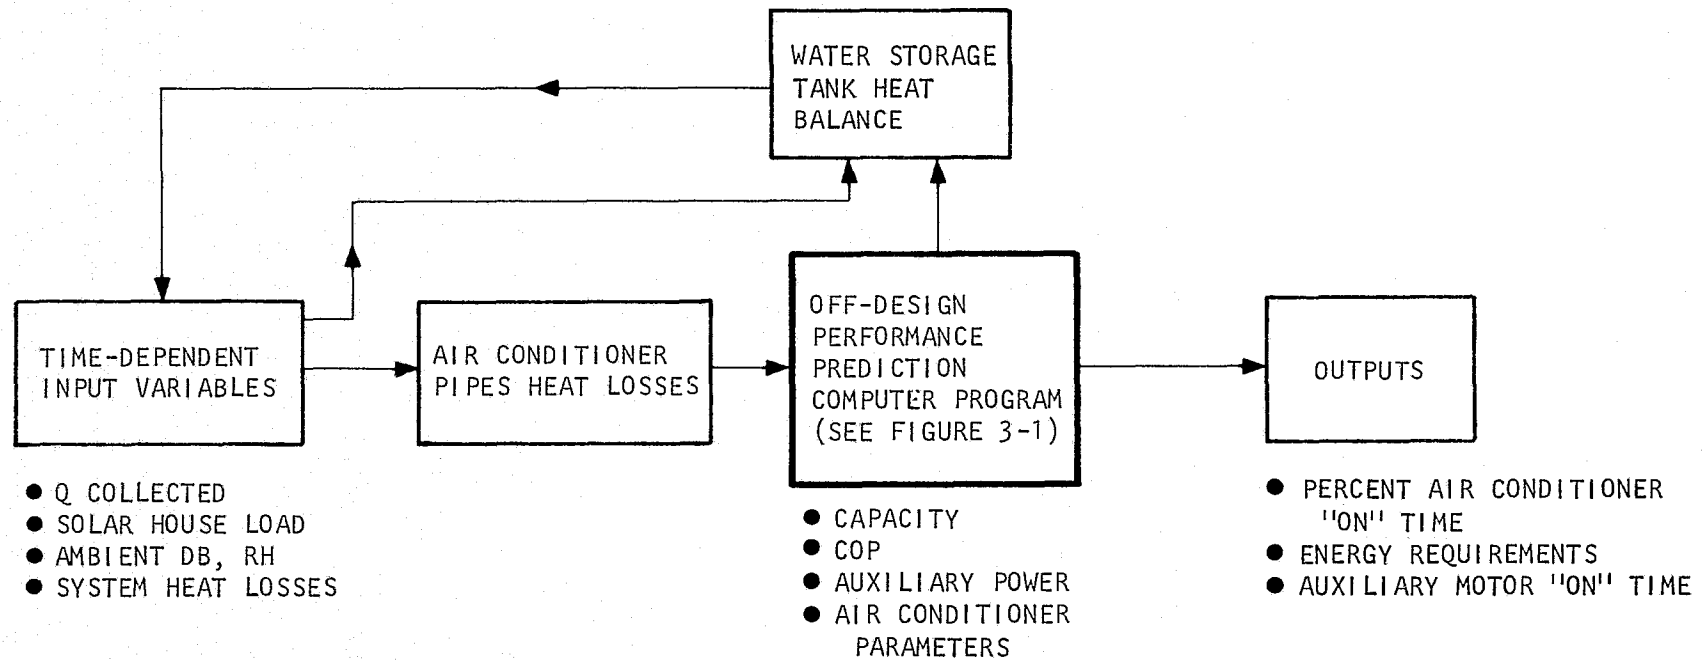 WATER STORAGE
TANK HEAT
BALANCE
TIME-DEPENDENT
INPUT VARIABLES
AIR CONDITIONER
PIPES HEAT LOSSES
OFF-DESIGN
PERFORMANCE
PREDICTION
COMPUTER PROGRAM
(SEE FIGURE 3-1)
OUTPUTS
● Q COLLECTED
● SOLAR HOUSE LOAD
● AMBIENT DB, RH
● SYSTEM HEAT LOSSES
● CAPACITY
● COP
● AUXILIARY POWER
● AIR CONDITIONER
PARAMETERS
● PERCENT AIR CONDITIONER
"ON" TIME
● ENERGY REQUIREMENTS
● AUXILIARY MOTOR "ON" TIME